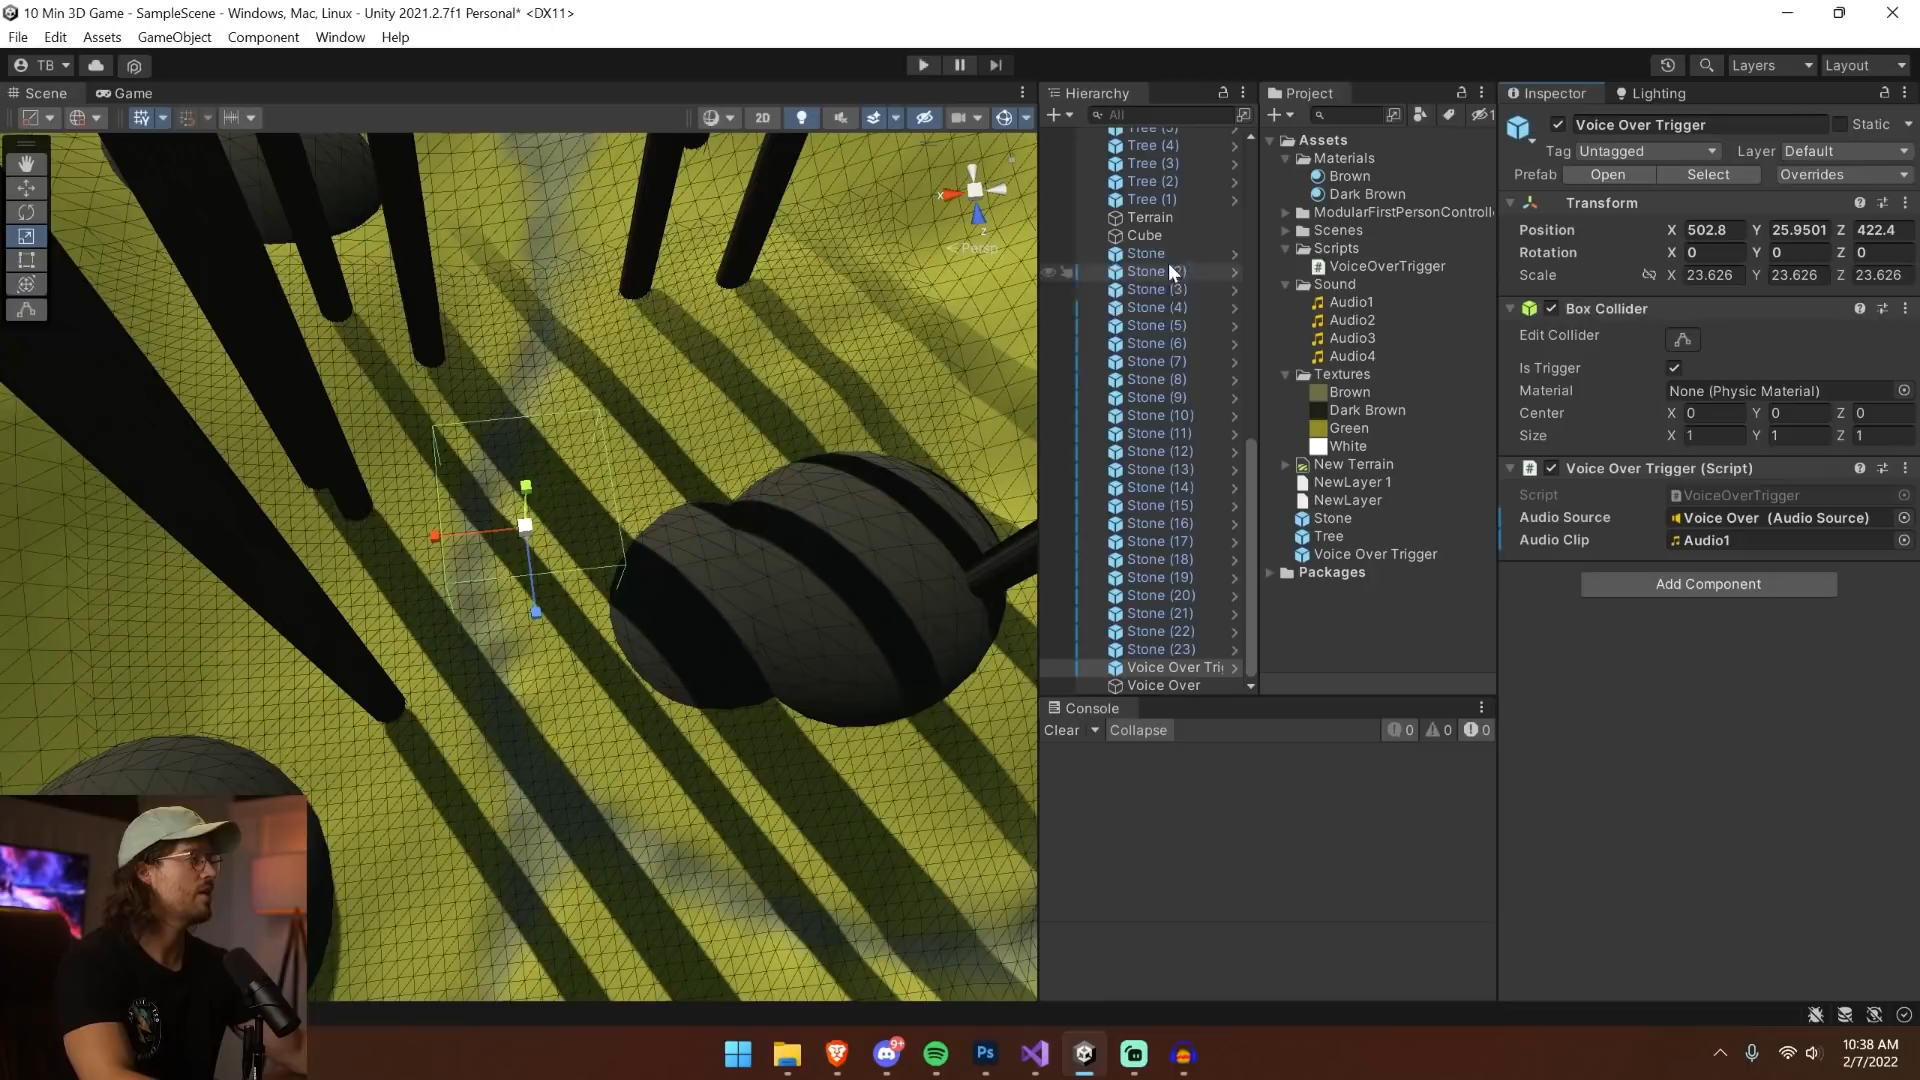 10 Min 3D Game - SampleScene - Windows, Mac, Linux - Unity 2021.2.7f1 Personal* <DX11>
File Edit Assets GameObject Component Window Help
TB
Layers Layout
Scene Game
2D
< Persp
Hierarchy
All
Tree (4)
Tree (3)
Tree (2)
Tree (1)
Terrain
Cube
Stone
Stone
Stone (3)
Stone (4)
Stone (5)
Stone (6)
Stone (7)
Stone (8)
Stone (9)
Stone (10)
Stone (11)
Stone (12)
Stone (13)
Stone (14)
Stone (15)
Stone (16)
Stone (17)
Stone (18)
Stone (19)
Stone (20)
Stone (21)
Stone (22)
Stone (23)
Voice Over Tri
Voice Over
Project
1
Assets
Materials
Brown
Dark Brown
ModularFirstPersonControll
Scenes
Scripts
VoiceOverTrigger
Sound
Audio1
Audio2
Audio3
Audio4
Textures
Brown
Dark Brown
Green
White
New Terrain
NewLayer 1
NewLayer
Stone
Tree
Voice Over Trigger
Packages
Console
Clear Collapse 0 0 0
Inspector Lighting
Voice Over Trigger Static
Tag Untagged Layer Default
Prefab Open Select Overrides
Transform
Position X 502.8 Y 25.9501 Z 422.4
Rotation X 0 Y 0 Z 0
Scale X 23.626 Y 23.626 Z 23.626
Box Collider
Edit Collider
Is Trigger
Material None (Physic Material)
Center X 0 Y 0 Z 0
Size X 1 Y 1 Z 1
Voice Over Trigger (Script)
Script VoiceOverTrigger
Audio Source Voice Over (Audio Source)
Audio Clip Audio1
Add Component
9+
Ps
10:38 AM
2/7/2022